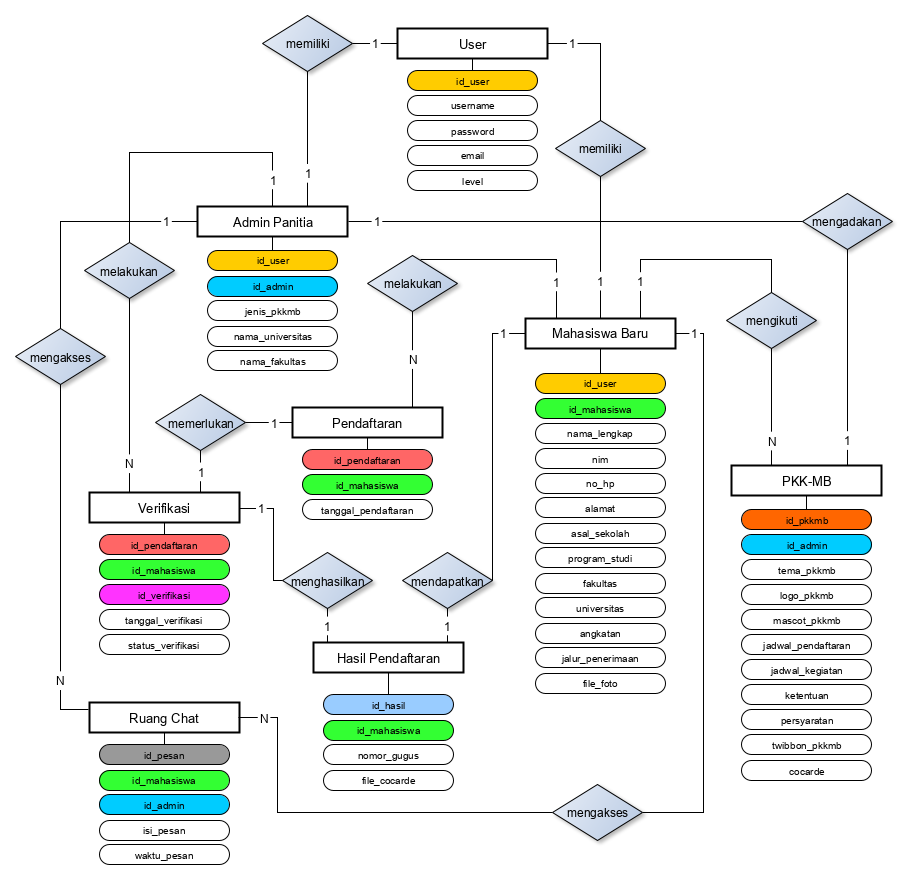 memiliki
1
User
1
id_user
username
password
email
level
memiliki
1
1
1
Admin Panitia
1
mengadakan
id_user
id_admin
jenis_pkkmb
nama_universitas
nama_fakultas
melakukan
melakukan
1
1
1
mengikuti
mengakses
1
Mahasiswa Baru
1
N
id_user
id_mahasiswa
nama_lengkap
nim
no_hp
alamat
asal_sekolah
program_studi
fakultas
universitas
angkatan
jalur_penerimaan
file_foto
memerlukan
1
Pendaftaran
id_pendaftaran
id_mahasiswa
tanggal_pendaftaran
N
1
N
1
PKK-MB
id_pkkmb
id_admin
tema_pkkmb
logo_pkkmb
mascot_pkkmb
jadwal_pendaftaran
jadwal_kegiatan
ketentuan
persyaratan
twibbon_pkkmb
cocarde
Verifikasi
1
id_pendaftaran
id_mahasiswa
id_verifikasi
tanggal_verifikasi
status_verifikasi
menghasilkan
mendapatkan
1
1
Hasil Pendaftaran
id_hasil
id_mahasiswa
nomor_gugus
file_cocarde
N
Ruang Chat
N
id_pesan
id_mahasiswa
id_admin
isi_pesan
waktu_pesan
mengakses